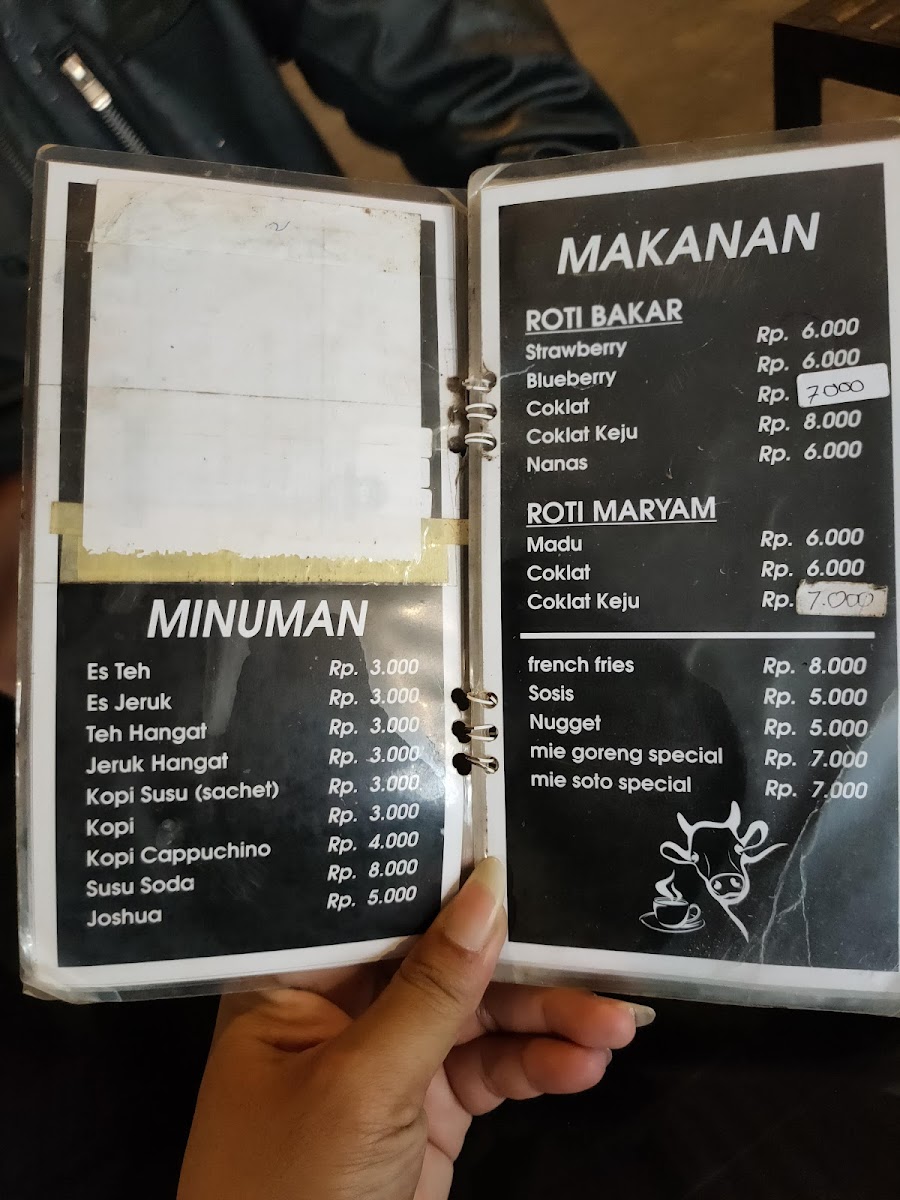 MINUMAN
Es Teh Rp. 3.000
Es Jeruk Rp. 3.000
Teh Hangat Rp. 3.000
Jeruk Hangat Rp. 3.000
Kopi Susu (sachet) Rp. 3.000
Kopi Rp. 3.000
Kopi Cappuchino Rp. 4.000
Susu Soda Rp. 8.000
Joshua Rp. 5.000
MAKANAN
ROTI BAKAR
Strawberry Rp. 6.000
Blueberry Rp. 6.000
Coklat Rp. 7000
Coklat Keju Rp. 8.000
Nanas Rp. 6.000
ROTI MARYAM
Madu Rp. 6.000
Coklat Rp. 6.000
Coklat Keju Rp. 7.000
french fries Rp. 8.000
Sosis Rp. 5.000
Nugget Rp. 5.000
mie goreng special Rp. 7.000
mie soto special Rp. 7.000